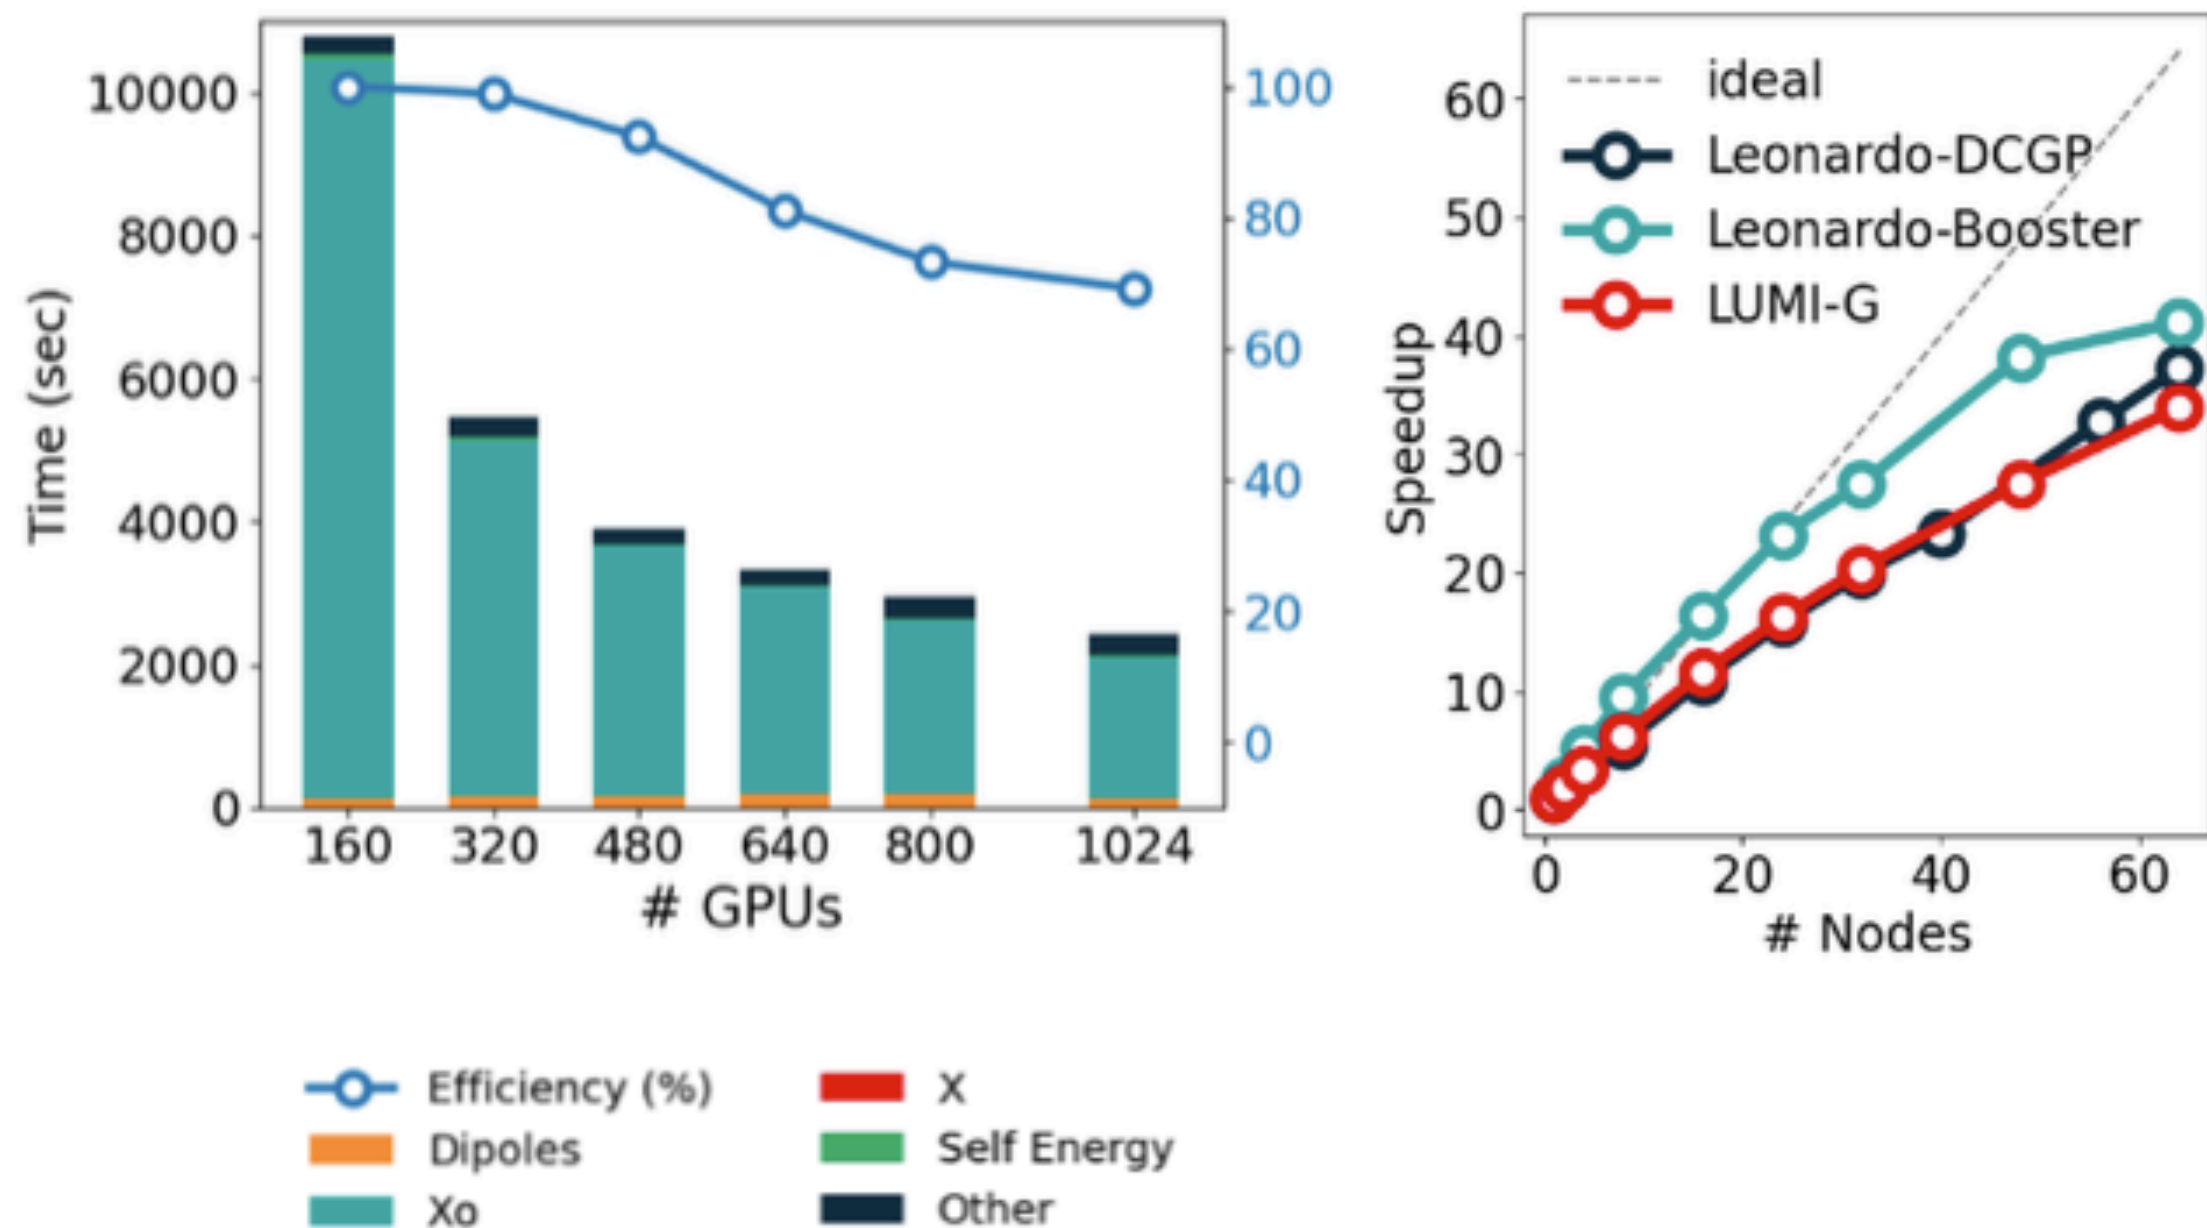 Time (sec)
10000
8000
6000
4000
2000
0
100
80
60
40
20
0
160 320 480 640 800 1024
# GPUs
Efficiency (%)
Dipoles
Xo
X
Self Energy
Other
Speedup
60
50
40
30
20
10
0
ideal
Leonardo-DCGP
Leonardo-Booster
LUMI-G
0 20 40 60
# Nodes